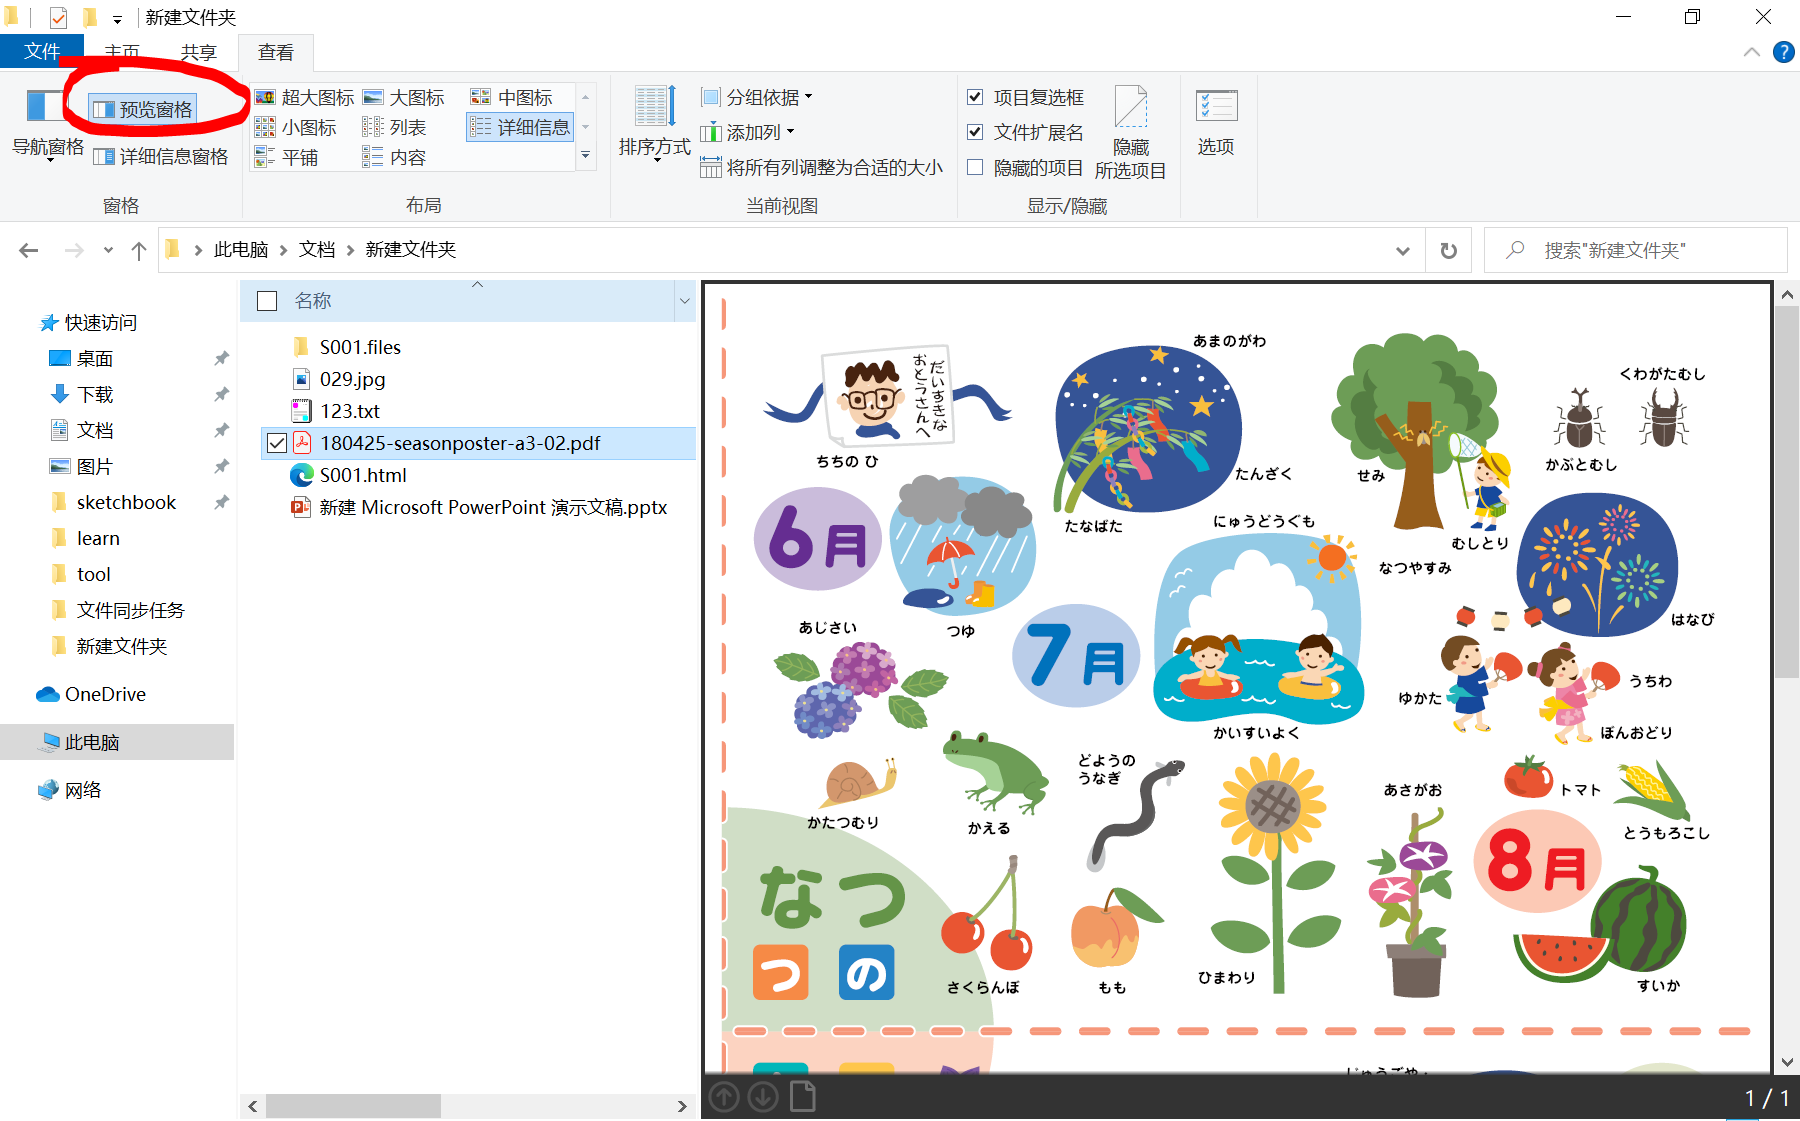 新建文件夹
文件 主页 共享 查看
导航窗格
预览窗格
详细信息窗格
窗格
超大图标 大图标 中图标
小图标 列表 详细信息
平铺 内容
布局
排序方式
分组依据
添加列
将所有列调整为合适的大小
当前视图
项目复选框
文件扩展名
隐藏的项目
隐藏
所选项目
显示/隐藏
选项
此电脑 文档 新建文件夹
搜索"新建文件夹"
快速访问
桌面
下载
文档
图片
sketchbook
learn
tool
文件同步任务
新建文件夹
OneDrive
此电脑
网络
名称
S001.files
029.jpg
123.txt
180425-seasonposter-a3-02.pdf
S001.html
新建 Microsoft PowerPoint 演示文稿.pptx
だいすきな
おとうさんへ
ちちの ひ
あまのがわ
たんざく
たなばた
せみ
くわがたむし
かぶとむし
むしとり
なつやすみ
6月
つゆ
にゅうどうぐも
はなび
あじさい
7月
かいすいよく
ゆかた
うちわ
ぼんおどり
かたつむり
かえる
どようの
うなぎ
あさがお
トマト
とうもろこし
8月
なつ
つ の
さくらんぼ
もも
ひまわり
すいか
1 / 1